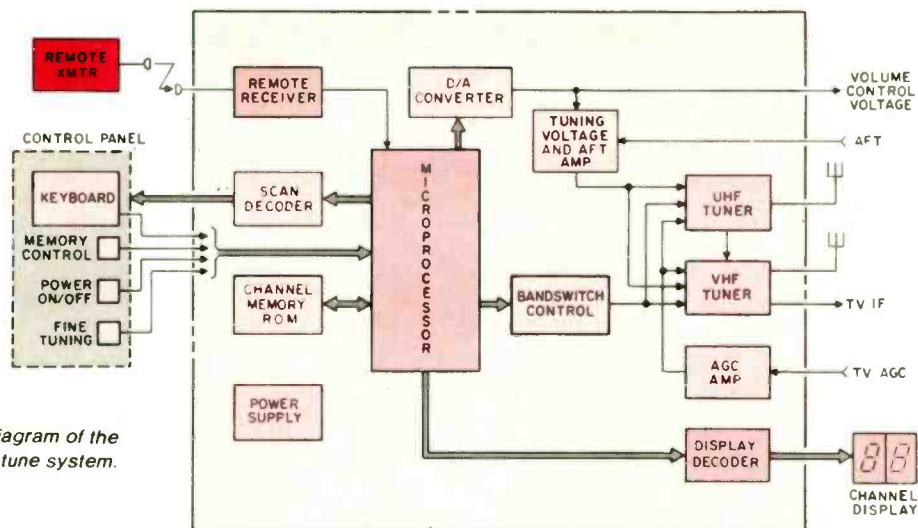 REMOTE
XMTR
REMOTE
RECEIVER
D/A
CONVERTER
VOLUME
CONTROL
VOLTAGE
TUNING
VOLTAGE
AND AFT
AMP
AFT
CONTROL PANEL
KEYBOARD
MEMORY
CONTROL
POWER
ON/OFF
FINE
TUNING
SCAN
DECODER
CHANNEL
MEMORY
ROM
POWER
SUPPLY
MICROPROCESSOR
BANDSWITCH
CONTROL
UHF
TUNER
VHF
TUNER
TV IF
AGC
AMP
TV AGC
DISPLAY
DECODER
88
CHANNEL
DISPLAY
iagram of the
tune system.